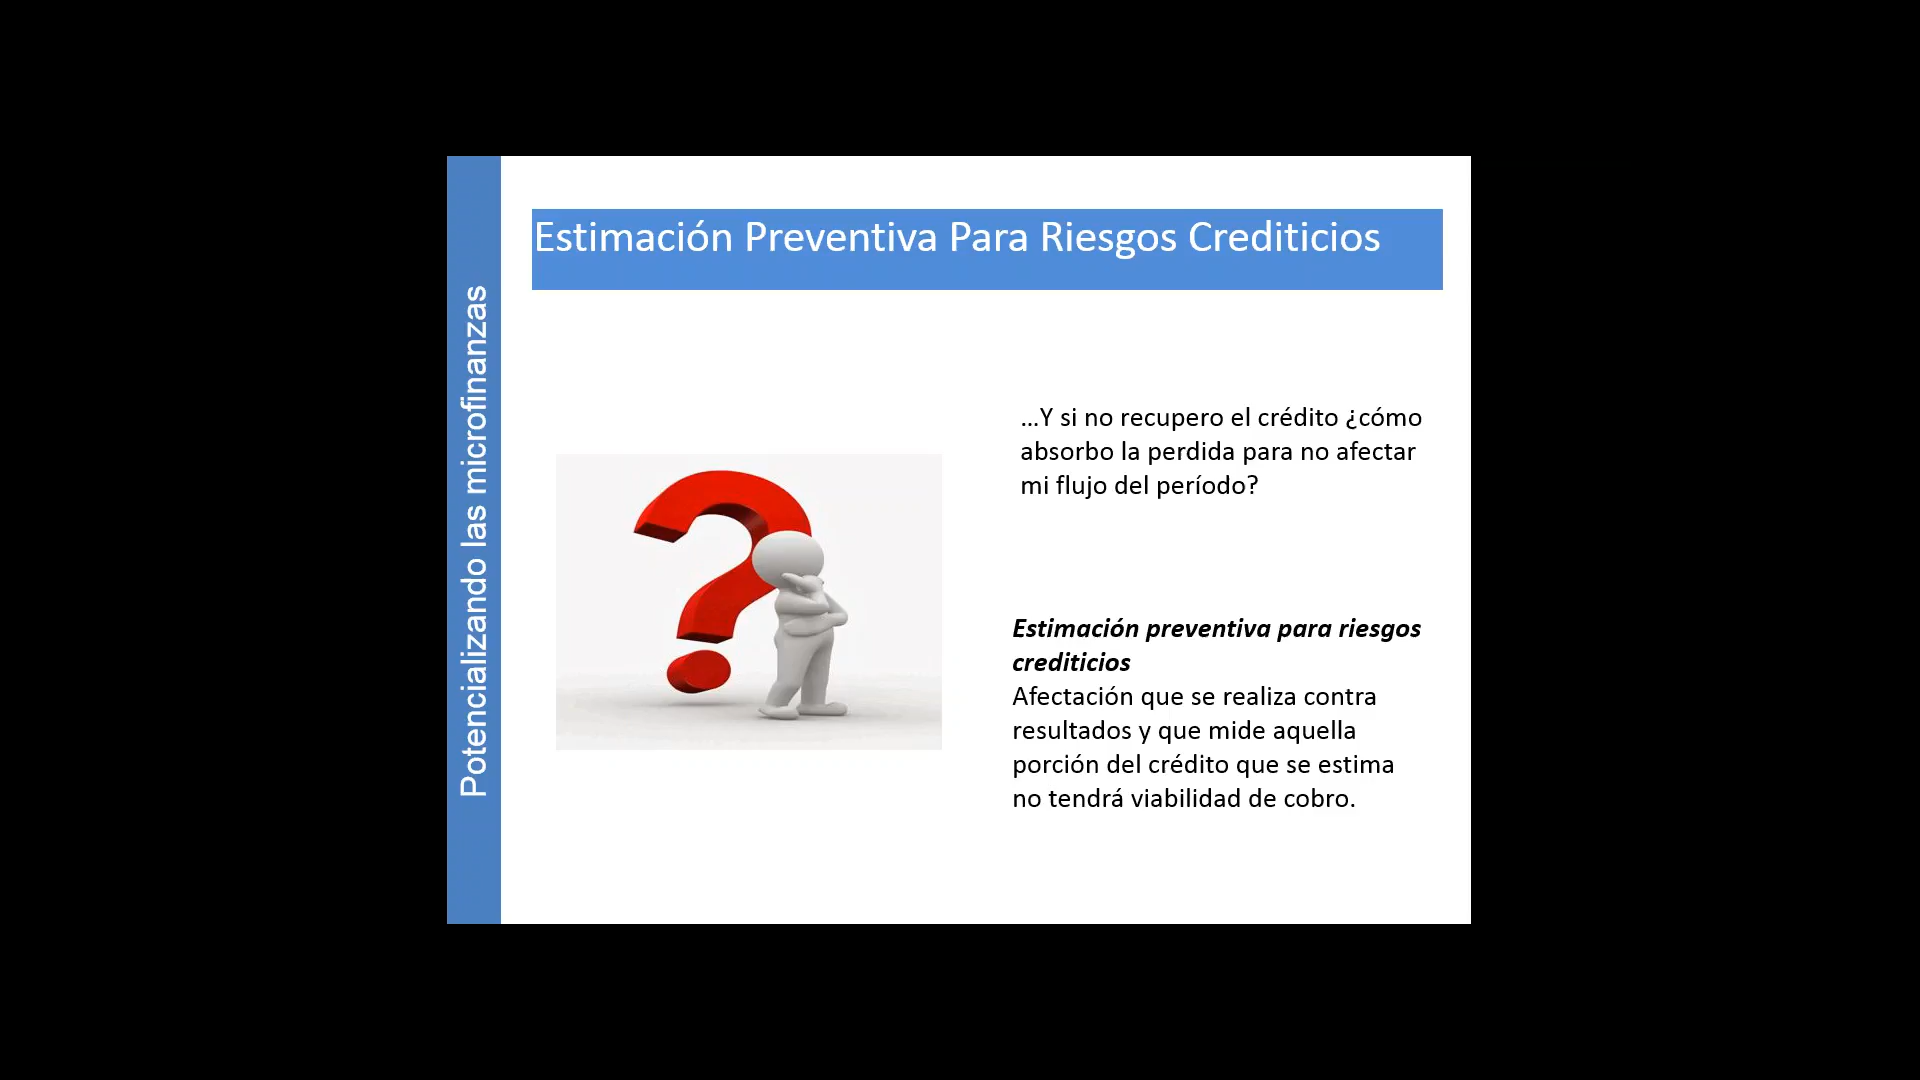 Potencializando las microfinanzas
Estimación Preventiva Para Riesgos Crediticios
...Y si no recupero el crédito ¿cómo
absorbo la perdida para no afectar
mi flujo del período?
Estimación preventiva para riesgos
crediticios
Afectación que se realiza contra
resultados y que mide aquella
porción del crédito que se estima
no tendrá viabilidad de cobro.